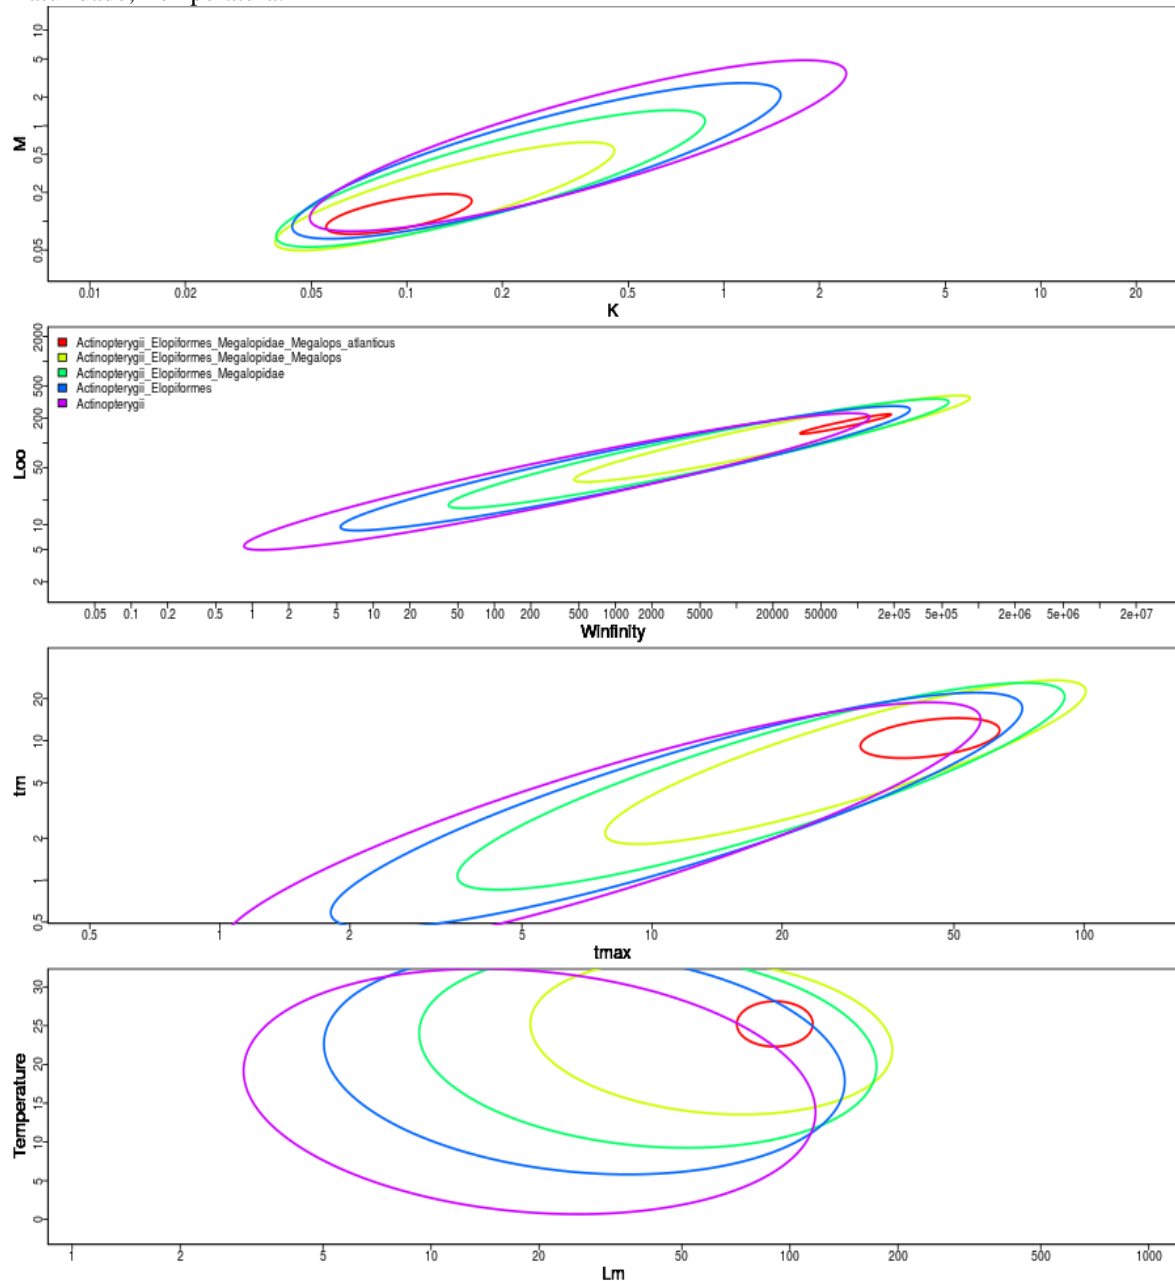 M
10
5
2
1
0.5
0.2
0.05
0.01 0.02 0.05 0.1 0.2 0.5 1 2 5 10 20
K
Loo
2000
500
200
50
10
5
2
Actinopterygii_Elopiformes_Megalopidae_Megalops_atlanticus
Actinopterygii_Elopiformes_Megalopidae_Megalops
Actinopterygii_Elopiformes_Megalopidae
Actinopterygii_Elopiformes
Actinopterygii
0.05 0.1 0.2 0.5 1 2 5 10 20 50 100 200 500 1000 2000 5000 20000 50000 2e+05 5e+05 2e+06 5e+06 2e+07
Winfinity
tm
20
10
5
2
1
0.5
0.5 1 2 5 10 20 50 100
tmax
Temperature
30
25
20
15
10
5
0
1 2 5 10 20 50 100 200 500 1000
Lm